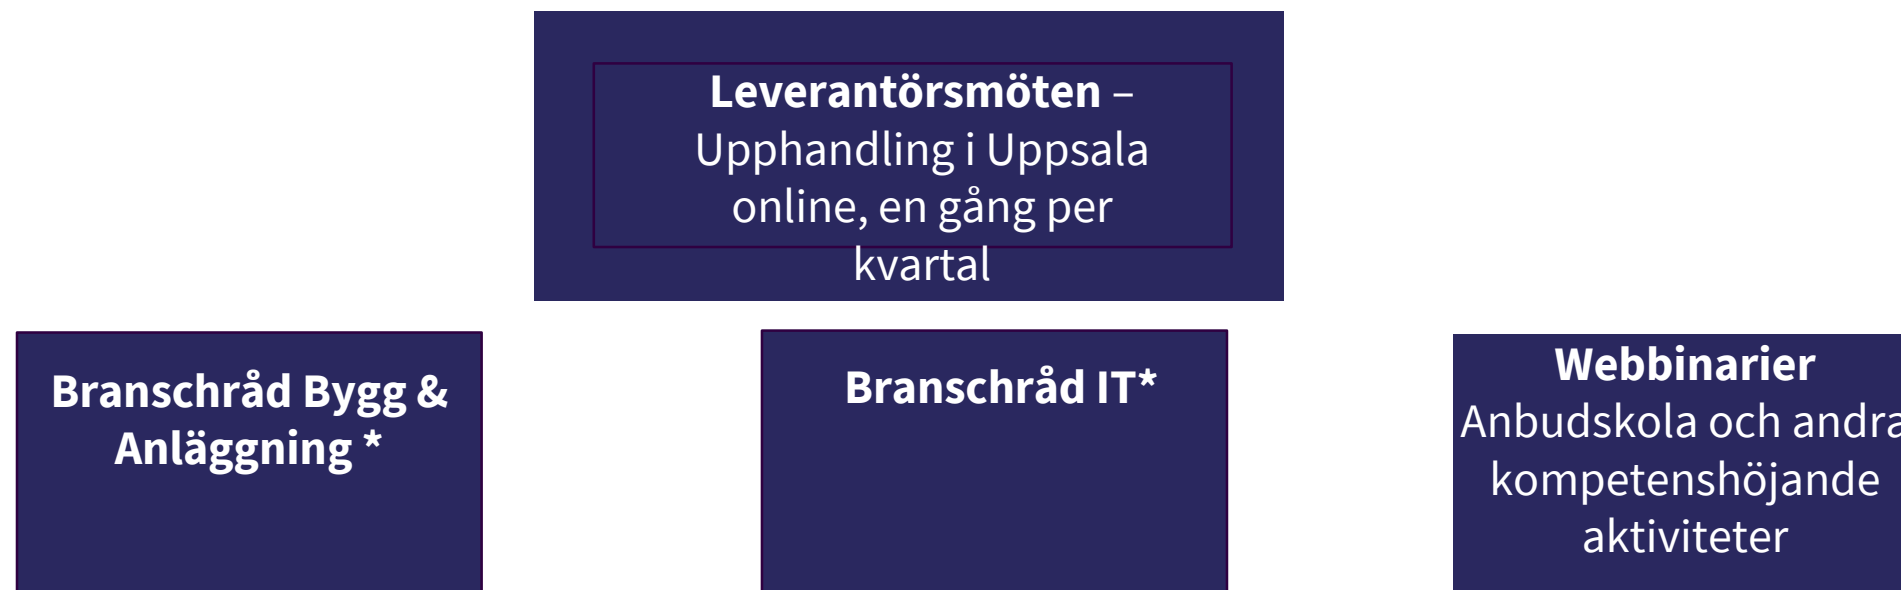 Leverantörsmöten –
Upphandling i Uppsala
online, en gång per
kvartal
Branschråd Bygg &
Anläggning *
Branschråd IT*
Webbinarier
Anbudskola och andra
kompetenshöjande
aktiviteter